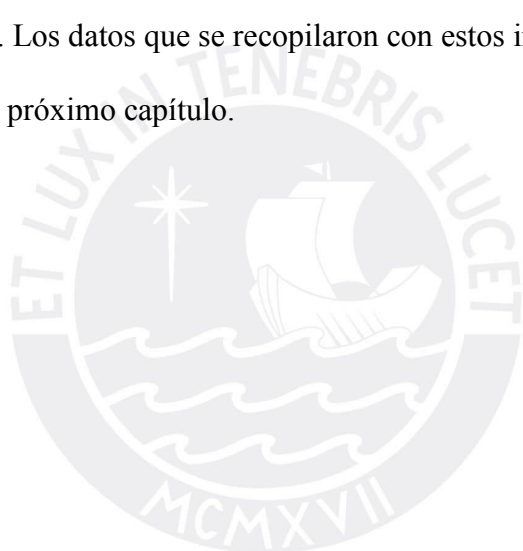 . Los datos que se recopilaron con estos
próximo capítulo.
ET LUX IN TENEBRIS LUCET
MCMXVII